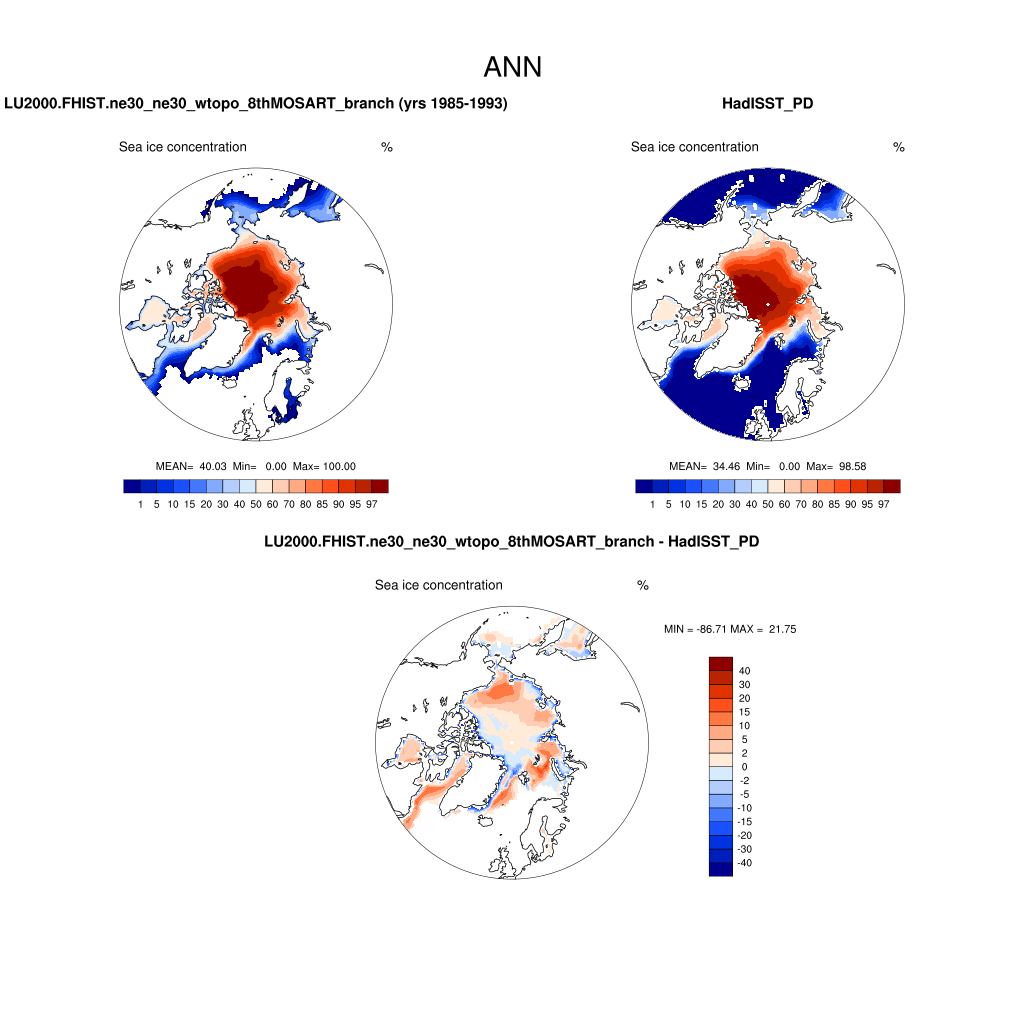 ANN
LU2000.FHIST.ne30_ne30_wtopo_8thMOSART_branch (yrs 1985-1993)
HadISST_PD
Sea ice concentration %
Sea ice concentration %
MEAN= 40.03 Min= 0.00 Max= 100.00
MEAN= 34.46 Min= 0.00 Max= 98.58
1 5 10 15 20 30 40 50 60 70 80 85 90 95 97
1 5 10 15 20 30 40 50 60 70 80 85 90 95 97
LU2000.FHIST.ne30_ne30_wtopo_8thMOSART_branch - HadISST_PD
Sea ice concentration %
MIN = -86.71 MAX = 21.75
40
30
20
15
10
5
2
0
-2
-5
-10
-15
-20
-30
-40